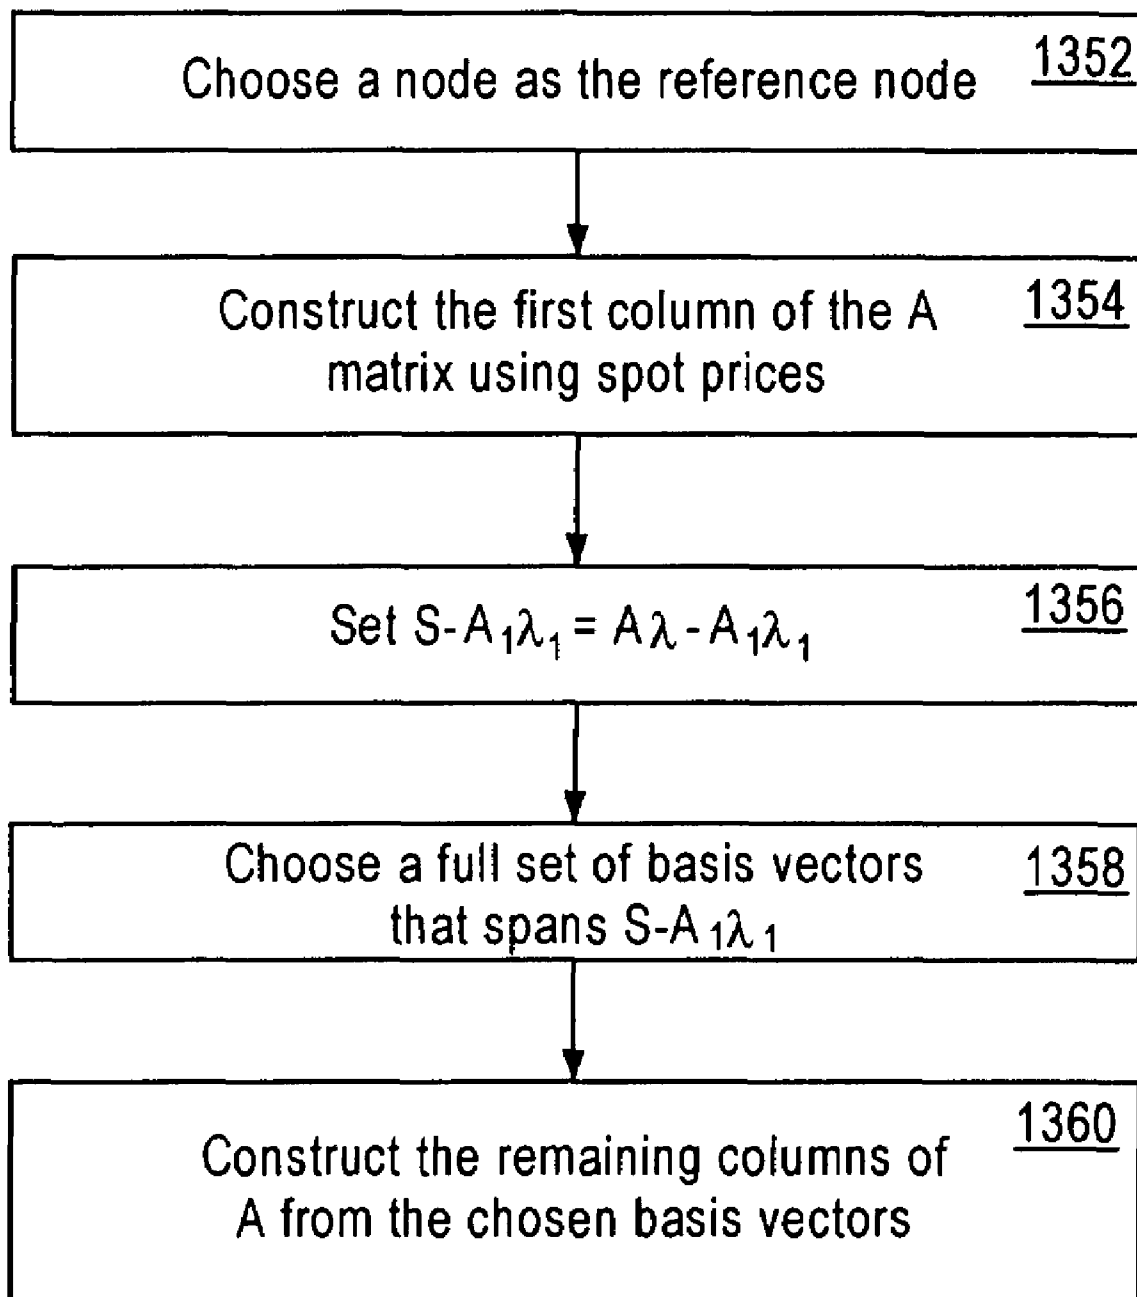 1352
Choose a node as the reference node
1354
Construct the first column of the A
matrix using spot prices
1356
Set S-A₁λ₁ = Aλ-A₁λ₁
Choose a full set of basis vectors
1358
that spans S-A₁λ₁
1360
Construct the remaining columns of
A from the chosen basis vectors